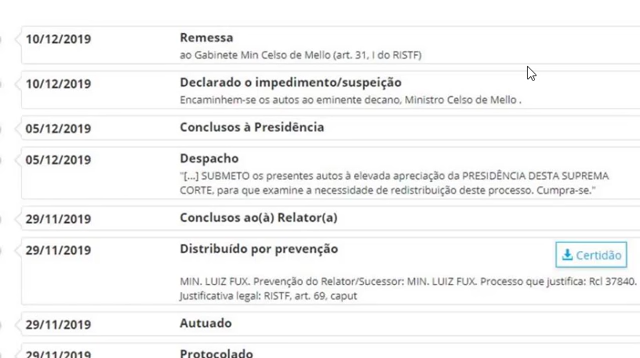 10/12/2019 Remessa
ao Gabinete Min Celso de Mello (art. 31, I do RISTF)
10/12/2019 Declarado o impedimento/suspeição
Encaminhem-se os autos ao eminente decano, Ministro Celso de Mello .
05/12/2019 Conclusos à Presidência
05/12/2019 Despacho
"[...] SUBMETO os presentes autos à elevada apreciação da PRESIDÊNCIA DESTA SUPREMA
CORTE, para que examine a necessidade de redistribuição deste processo. Cumpra-se."
29/11/2019 Conclusos ao(à) Relator(a)
29/11/2019 Distribuído por prevenção
Certidão
MIN. LUIZ FUX. Prevenção do Relator/Sucessor: MIN. LUIZ FUX. Processo que justifica: Rcl 37840.
Justificativa legal: RISTF, art. 69, caput
29/11/2019 Autuado
29/11/2019 Protocolado